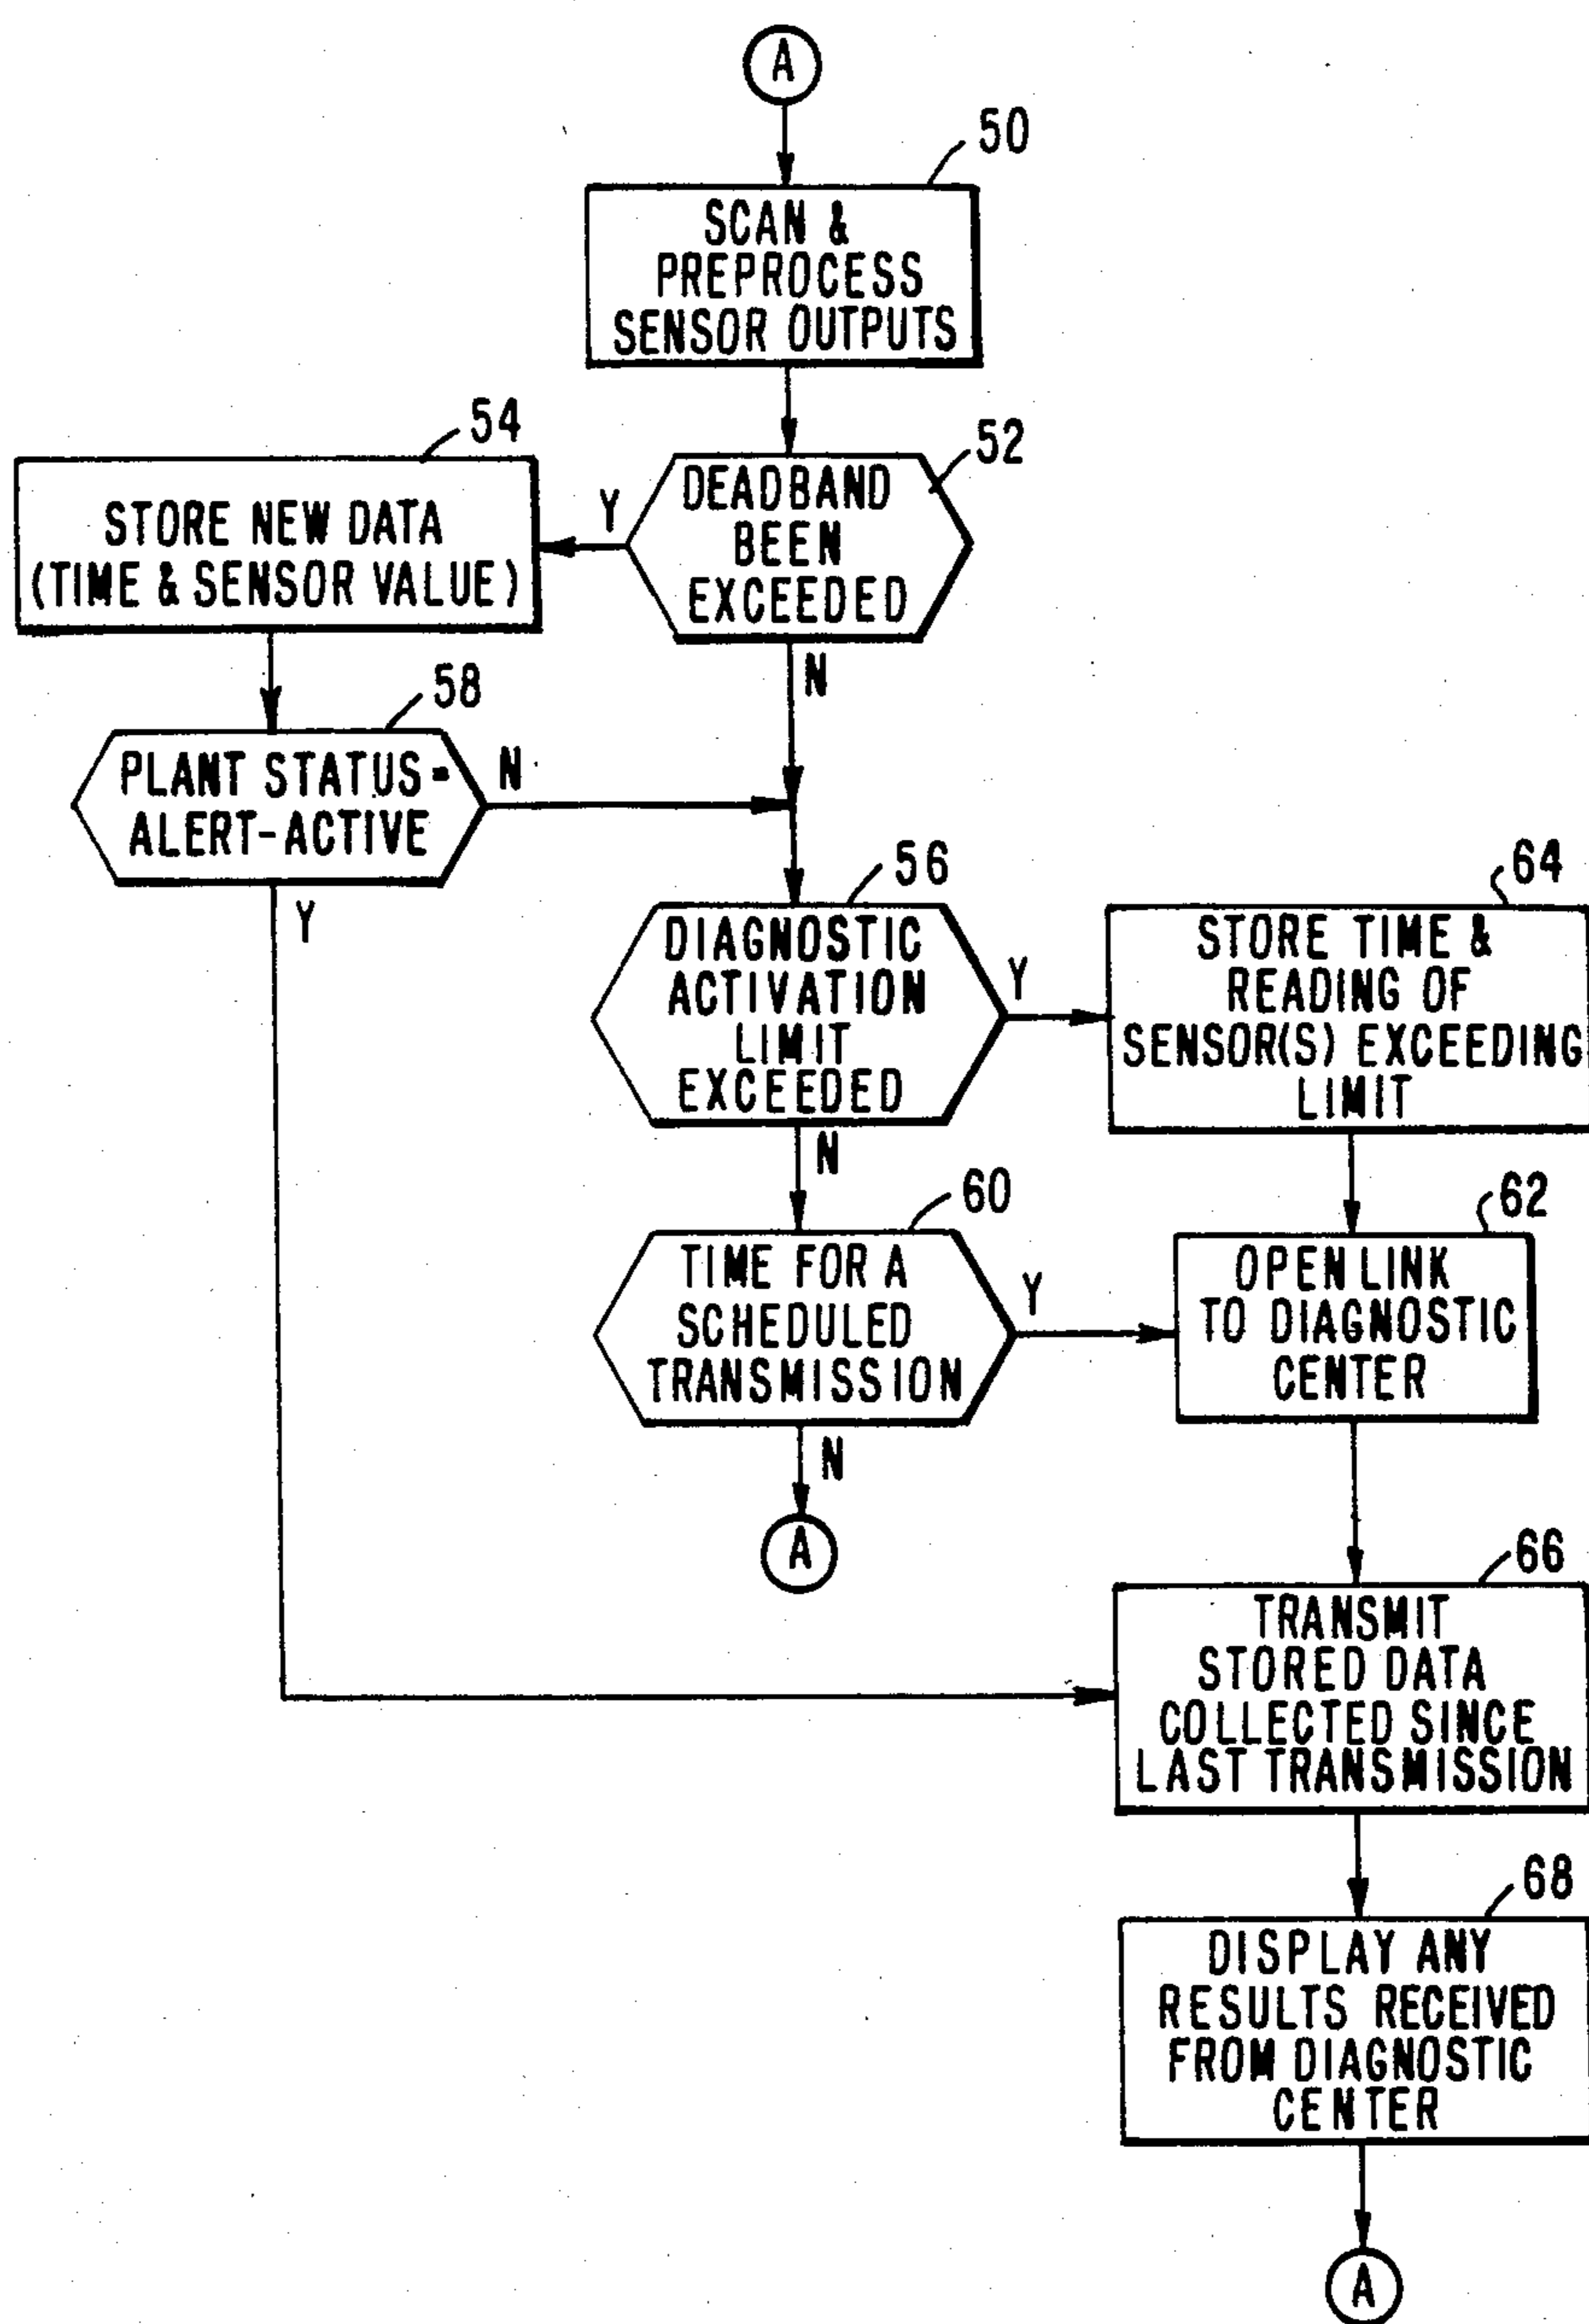 A
50
SCAN &
PREPROCESS
SENSOR OUTPUTS
54
52
STORE NEW DATA
(TIME & SENSOR VALUE)
Y
DEADBAND
BEEN
EXCEEDED
N
58
PLANT STATUS=
ALERT-ACTIVE
N
Y
56
DIAGNOSTIC
ACTIVATION
LIMIT
EXCEEDED
Y
64
STORE TIME &
READING OF
SENSOR(S) EXCEEDING
LIMIT
N
60
TIME FOR A
SCHEDULED
TRANSMISSION
Y
62
OPEN LINK
TO DIAGNOSTIC
CENTER
N
A
66
TRANSMIT
STORED DATA
COLLECTED SINCE
LAST TRANSMISSION
68
DISPLAY ANY
RESULTS RECEIVED
FROM DIAGNOSTIC
CENTER
A